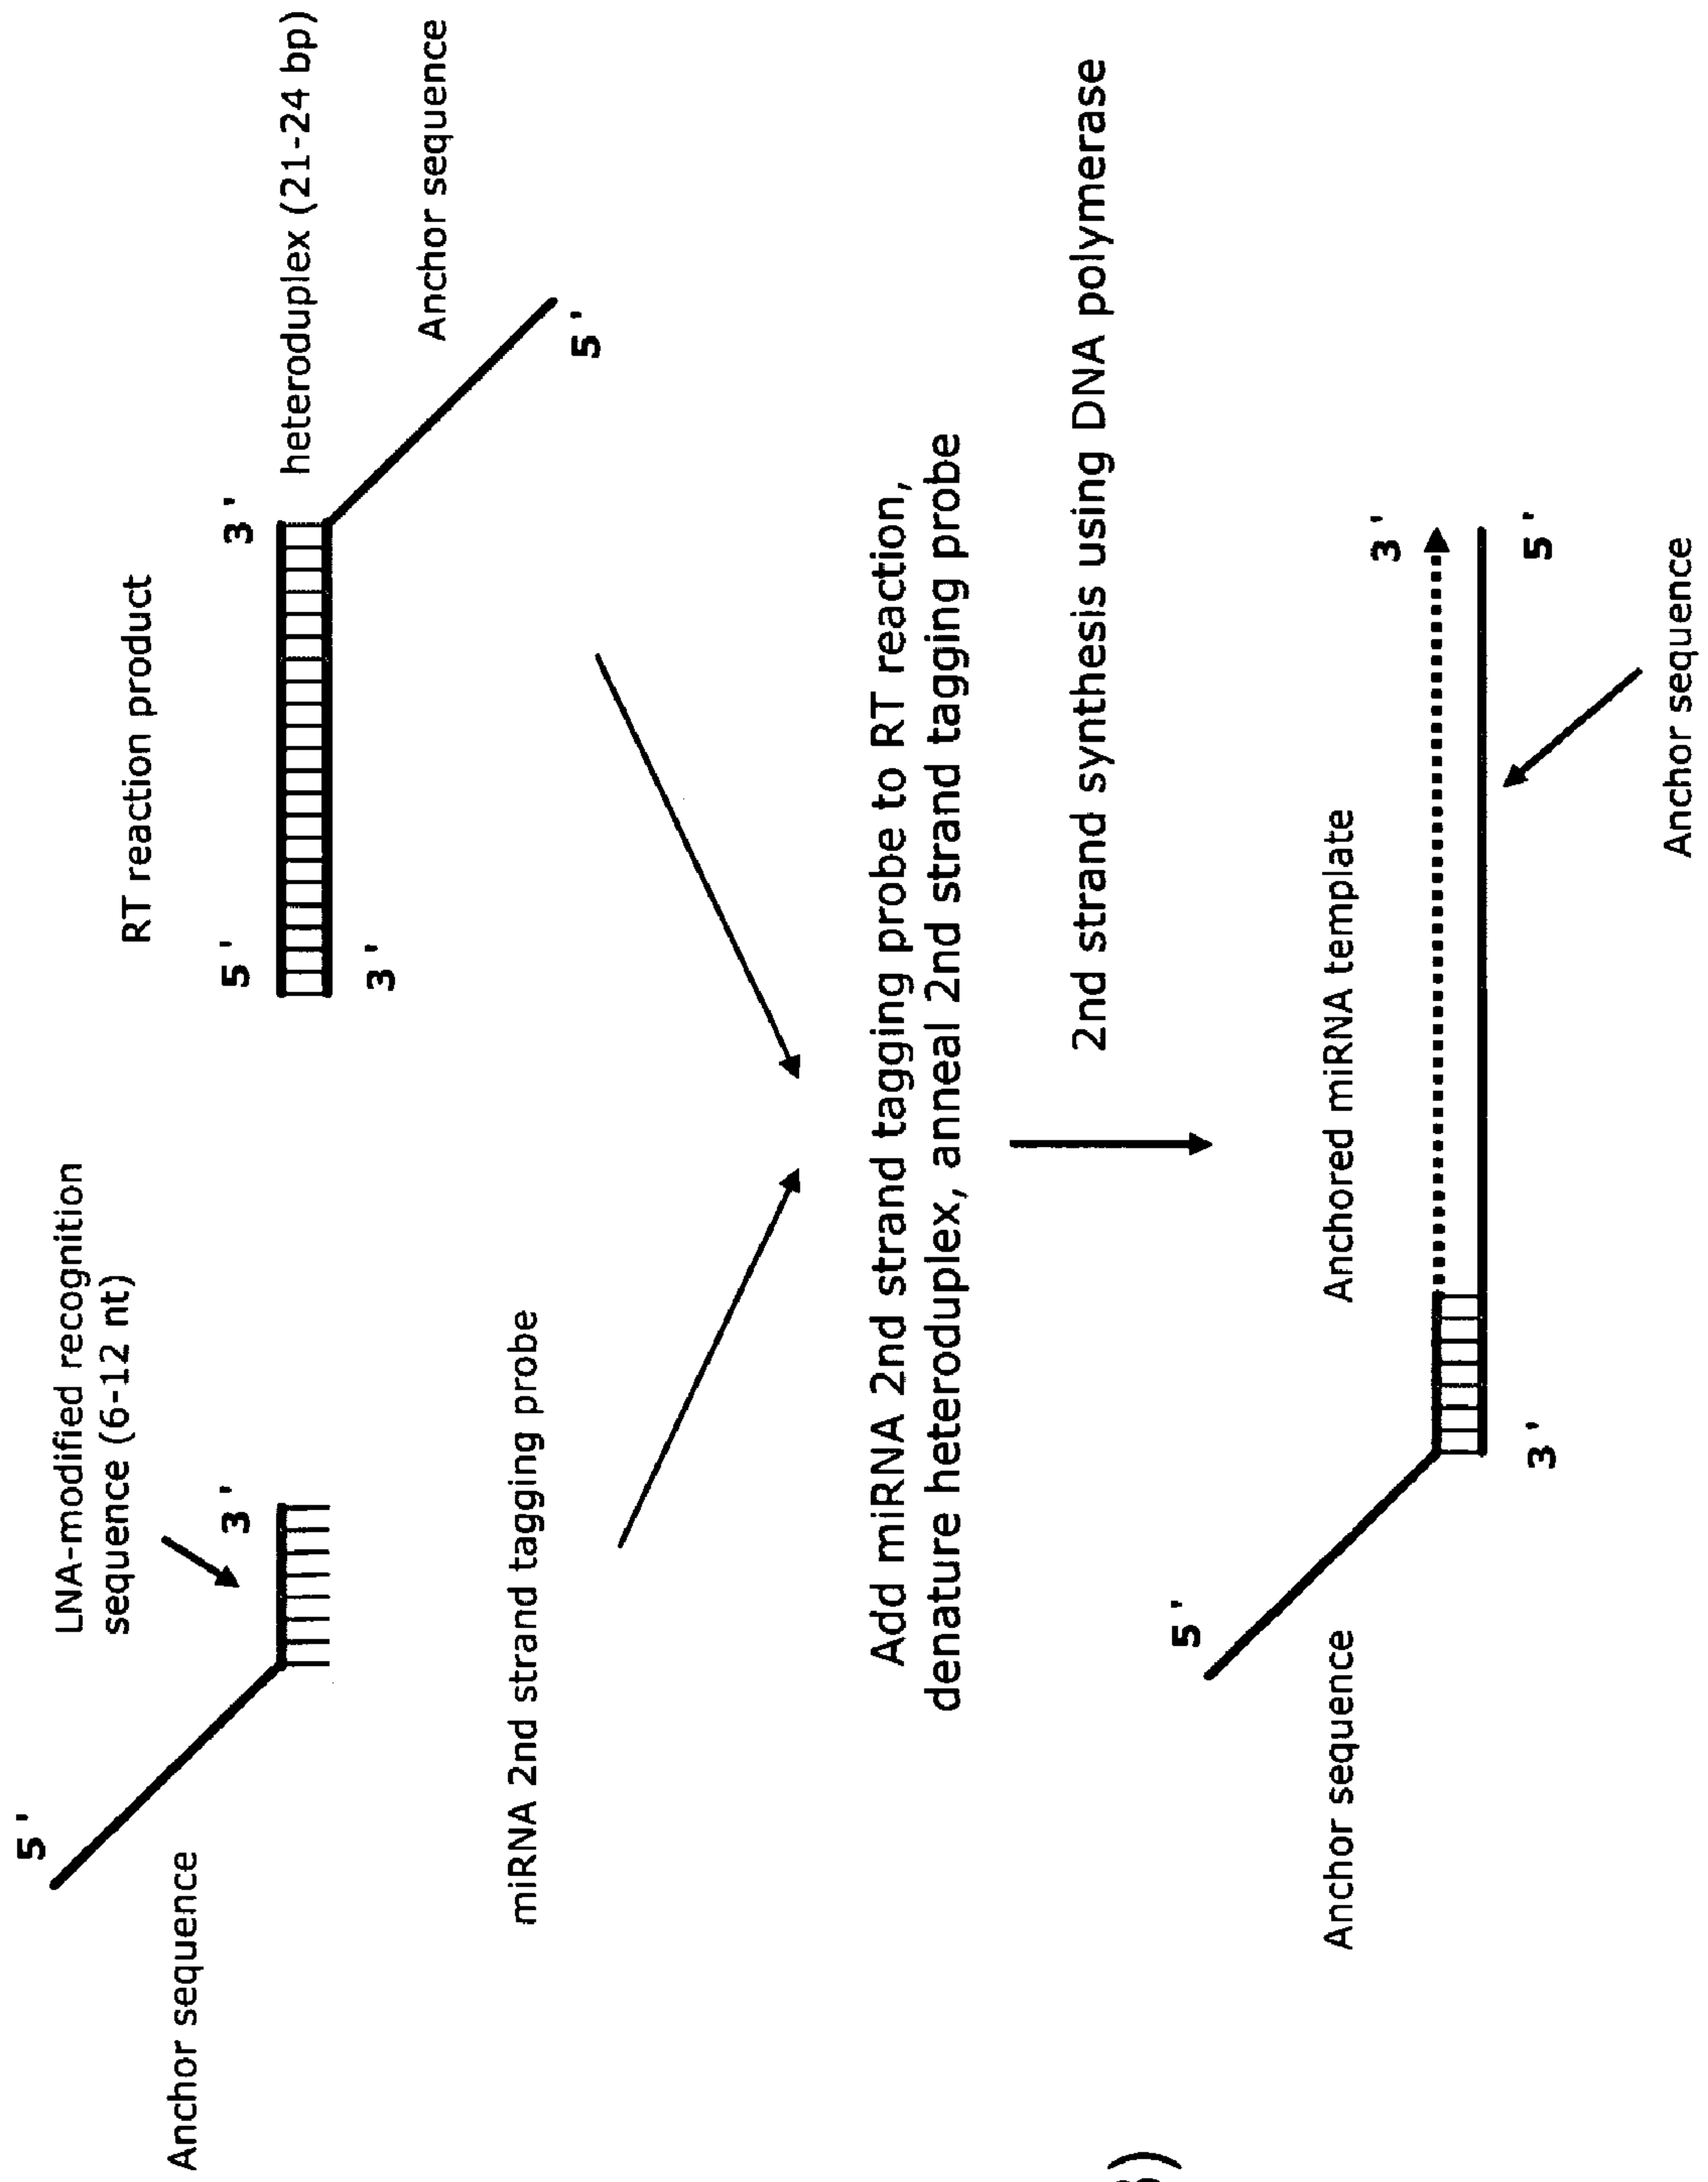 5'
Anchor sequence
LNA-modified recognition
sequence (6-12 nt)
3'
miRNA 2nd strand tagging probe
RT reaction product
5'
3'
3'
heteroduplex (21-24 bp)
Anchor sequence
5'
Add miRNA 2nd strand tagging probe to RT reaction,
denature heteroduplex, anneal 2nd strand tagging probe
2nd strand synthesis using DNA polymerase
5'
Anchor sequence
Anchored miRNA template
3'
3'
5'
Anchor sequence